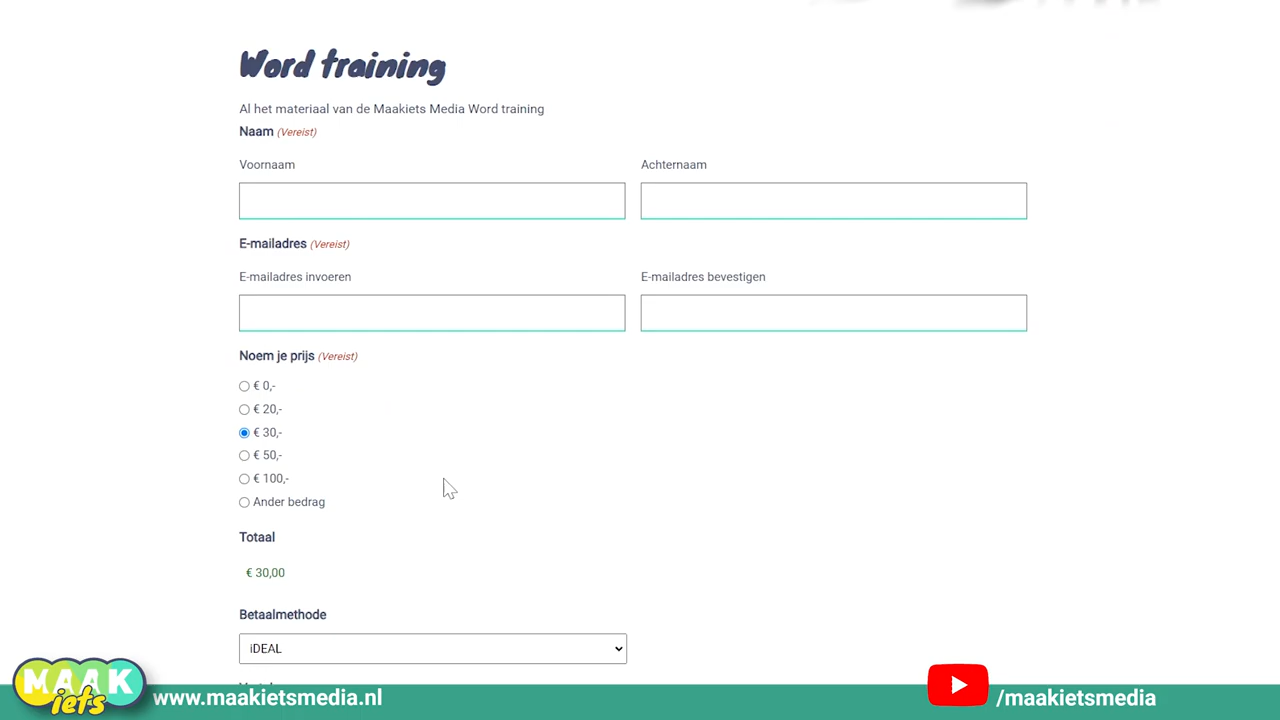 Word training
Al het materiaal van de Maakiets Media Word training
Naam (Vereist)
Voornaam
Achternaam
E-mailadres (Vereist)
E-mailadres invoeren
E-mailadres bevestigen
Noem je prijs (Vereist)
€ 0,-
€ 20,-
€ 30,-
€ 50,-
€ 100,-
Ander bedrag
Totaal
€ 30,00
Betaalmethode
iDEAL
MAAK
iets
www.maakietsmedia.nl
/maakietsmedia